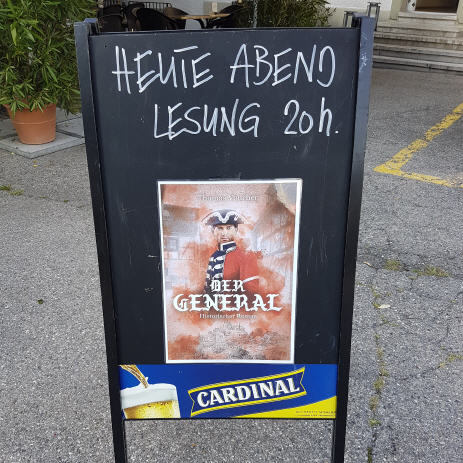 HEUTE ABEND
LESUNG 20h.
DER
GENERAL
Historischer Roman
CARDINAL